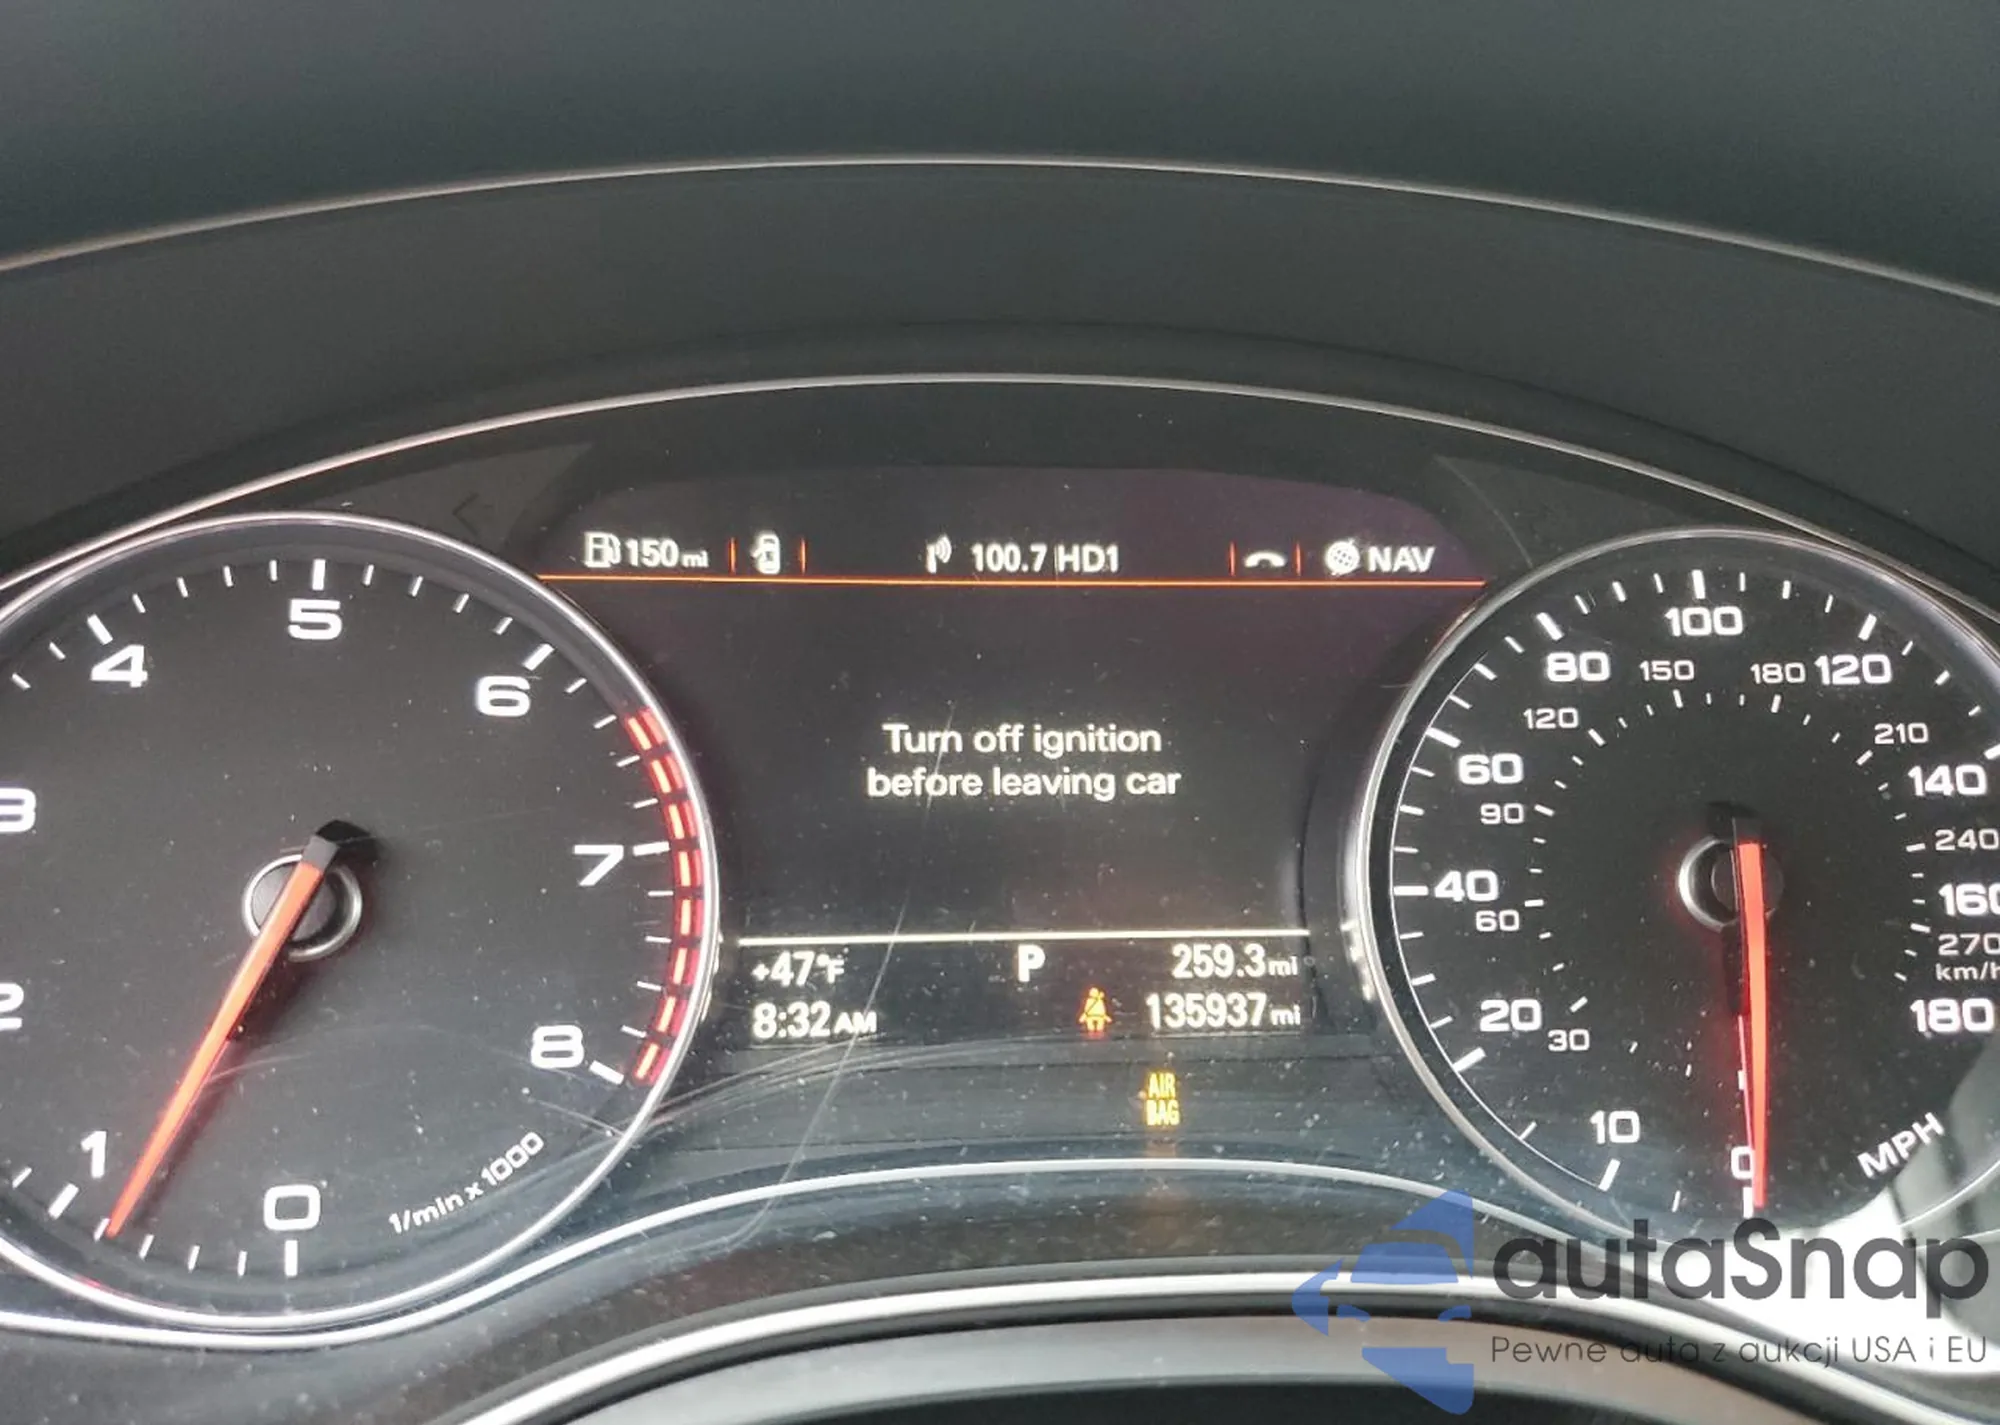 150 mi
100.7 HD1
NAV
Turn off ignition
before leaving car
+47°F
P
259.3 mi
8:32 AM
135937 mi
AIR
BAG
1
2
3
4
5
6
7
8
0
1/min x 1000
0
10
20
40
60
80
100
120
140
160
180
MPH
30
60
90
120
150
180
210
240
270
km/h
autaSnap
Pewne auta z aukcji USA i EU